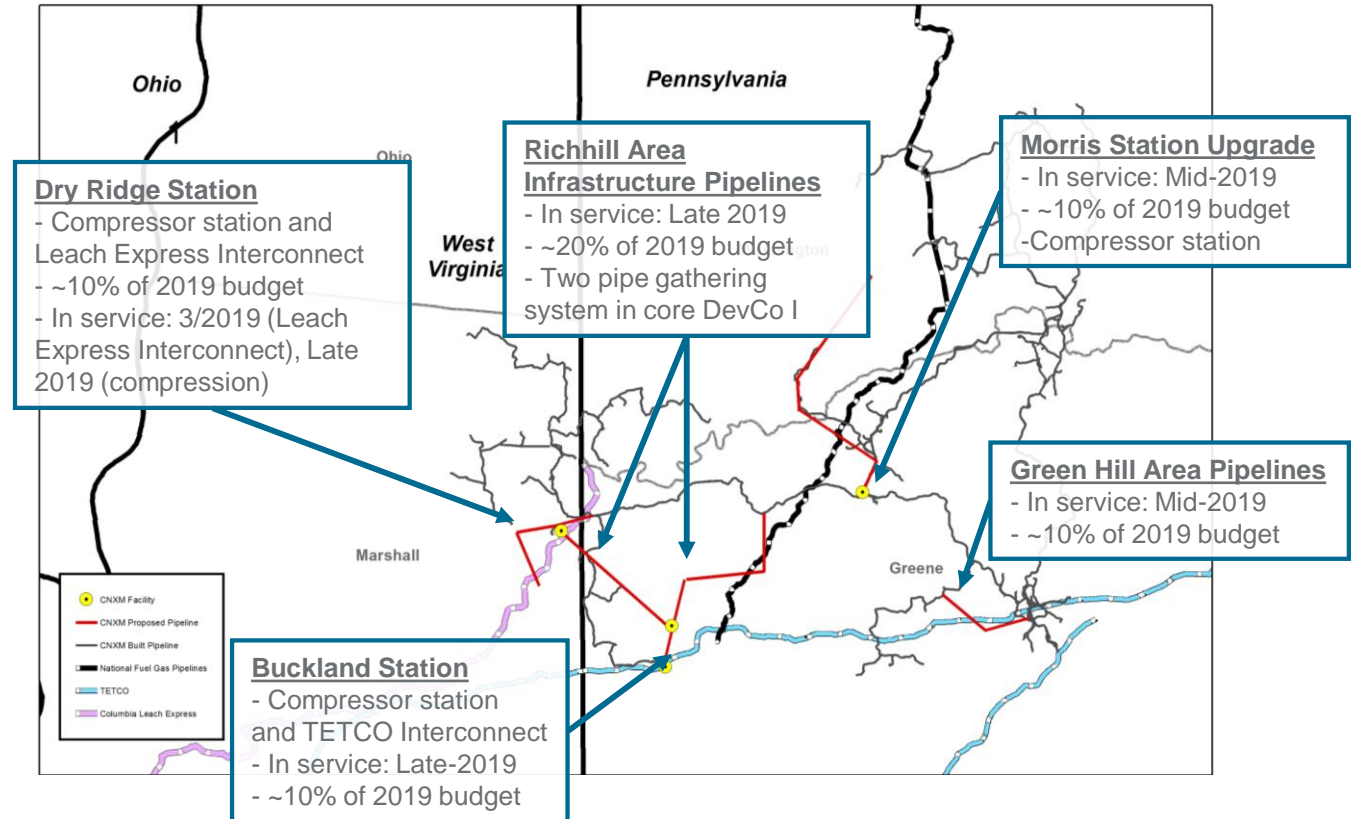 Ohio
Pennsylvania
Ohio
West
Virginia
Dry Ridge Station
- Compressor station and
Leach Express Interconnect
- ~10% of 2019 budget
- In service: 3/2019 (Leach
Express Interconnect), Late
2019 (compression)
Richhill Area
Infrastructure Pipelines
- In service: Late 2019
- ~20% of 2019 budget
- Two pipe gathering
system in core DevCo I
Morris Station Upgrade
- In service: Mid-2019
- ~10% of 2019 budget
-Compressor station
Green Hill Area Pipelines
- In service: Mid-2019
- ~10% of 2019 budget
Marshall
Greene
CNXM Facility
CNXM Proposed Pipeline
CNXM Built Pipeline
National Fuel Gas Pipelines
TETCO
Columbia Leach Express
Buckland Station
- Compressor station
and TETCO Interconnect
- In service: Late-2019
- ~10% of 2019 budget